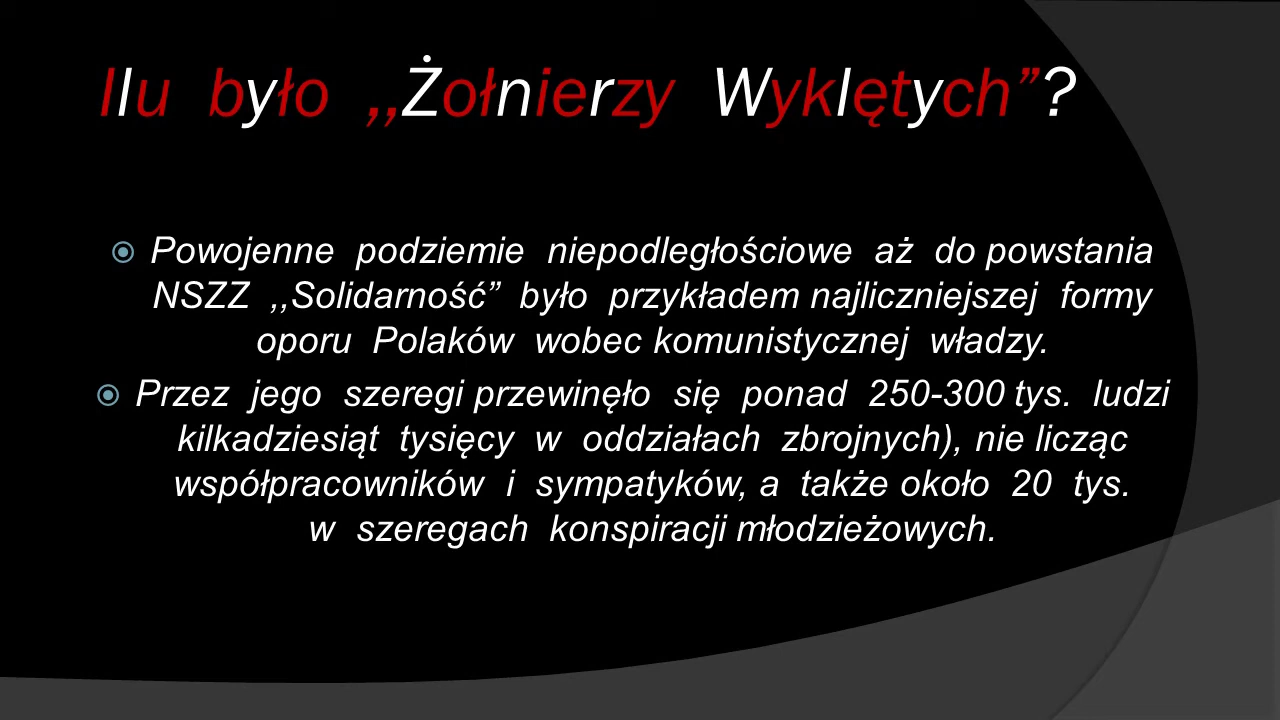 Ilu było ,,Żołnierzy Wyklętych”?
Powojenne podziemie niepodległościowe aż do powstania
NSZZ ,,Solidarność” było przykładem najliczniejszej formy
oporu Polaków wobec komunistycznej władzy.
Przez jego szeregi przewinęło się ponad 250-300 tys. ludzi
kilkadziesiąt tysięcy w oddziałach zbrojnych), nie licząc
współpracowników i sympatyków, a także około 20 tys.
w szeregach konspiracji młodzieżowych.